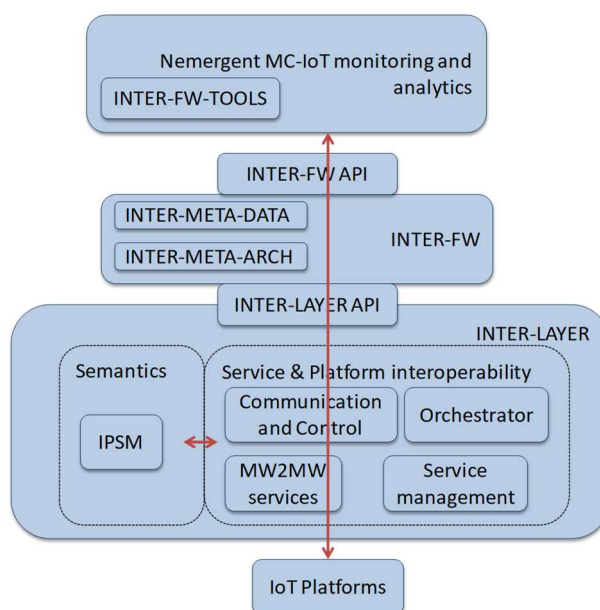 Nemergent MC-IoT monitoring and
analytics
INTER-FW-TOOLS
INTER-FW API
INTER-META-DATA
INTER-FW
INTER-META-ARCH
INTER-LAYER API
INTER-LAYER
Semantics
Service & Platform interoperability
Communication
and Control
Orchestrator
IPSM
MW2MW
services
Service
management
IoT Platforms